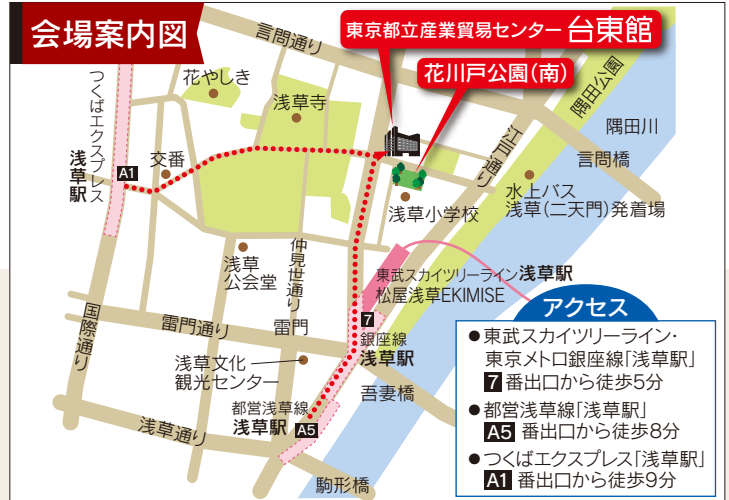 会場案内図
東京都立産業貿易センター 台東館
花川戸公園(南)
言問通り
花やしき
浅草寺
つくばエクスプレス
浅草駅
A1
交番
江戸通り
隅田公園
隅田川
言問橋
水上バス
浅草(二天門)発着場
浅草小学校
浅草
公会堂
仲見世通り
東武スカイツリーライン浅草駅
松屋浅草EKIMISE
国際通り
雷門通り
雷門
7
銀座線
浅草駅
浅草文化
観光センター
吾妻橋
都営浅草線
浅草駅
A5
浅草通り
駒形橋
アクセス
●東武スカイツリーライン・
東京メトロ銀座線「浅草駅」
7 番出口から徒歩5分
●都営浅草線「浅草駅」
A5 番出口から徒歩8分
●つくばエクスプレス「浅草駅」
A1 番出口から徒歩9分